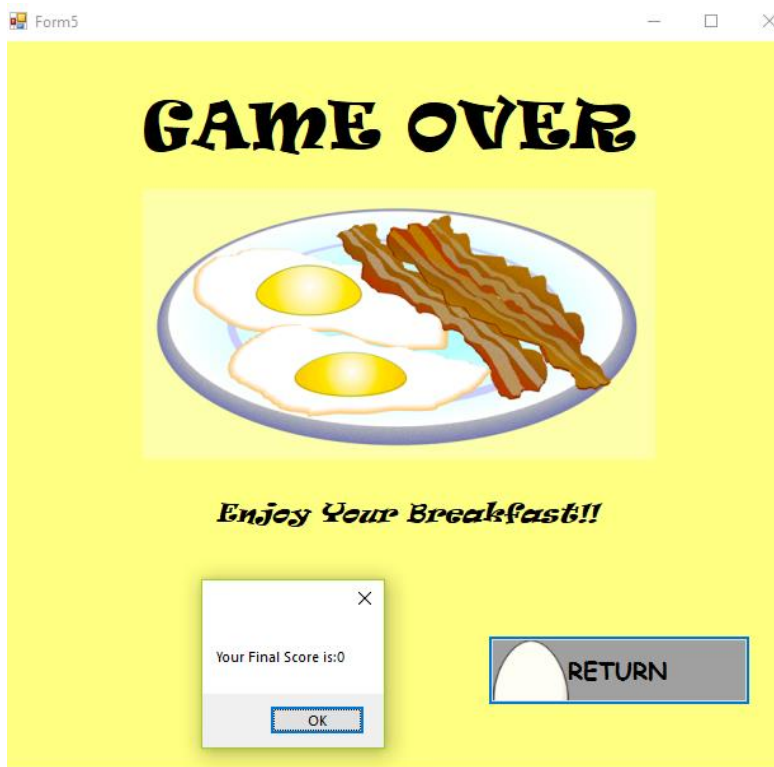 Form5
GAME OVER
Enjoy Your Breakfast!!
Your Final Score is:0
OK
RETURN